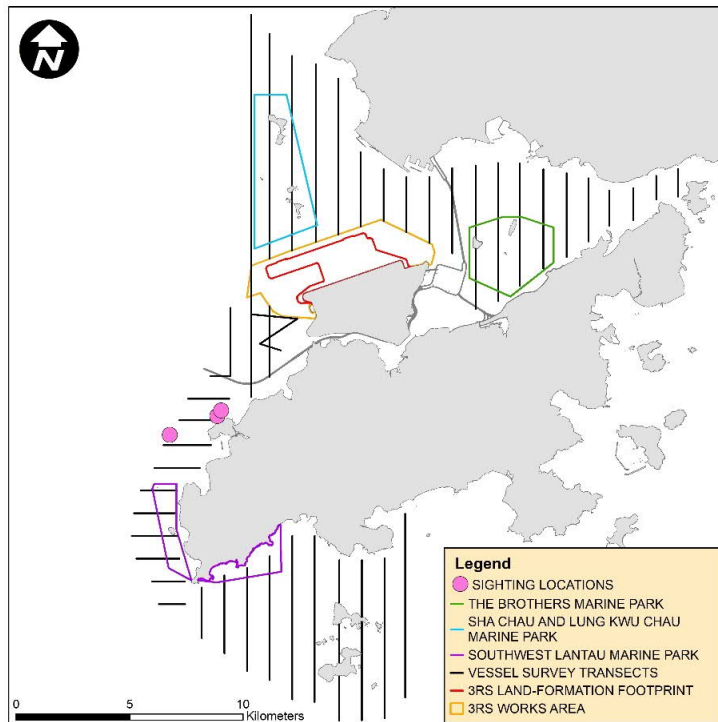 N
Legend
SIGHTING LOCATIONS
THE BROTHERS MARINE PARK
SHA CHAU AND LUNG KWU CHAU
MARINE PARK
SOUTHWEST LANTAU MARINE PARK
VESSEL SURVEY TRANSECTS
3RS LAND-FORMATION FOOTPRINT
3RS WORKS AREA
0 5 10
Kilometers